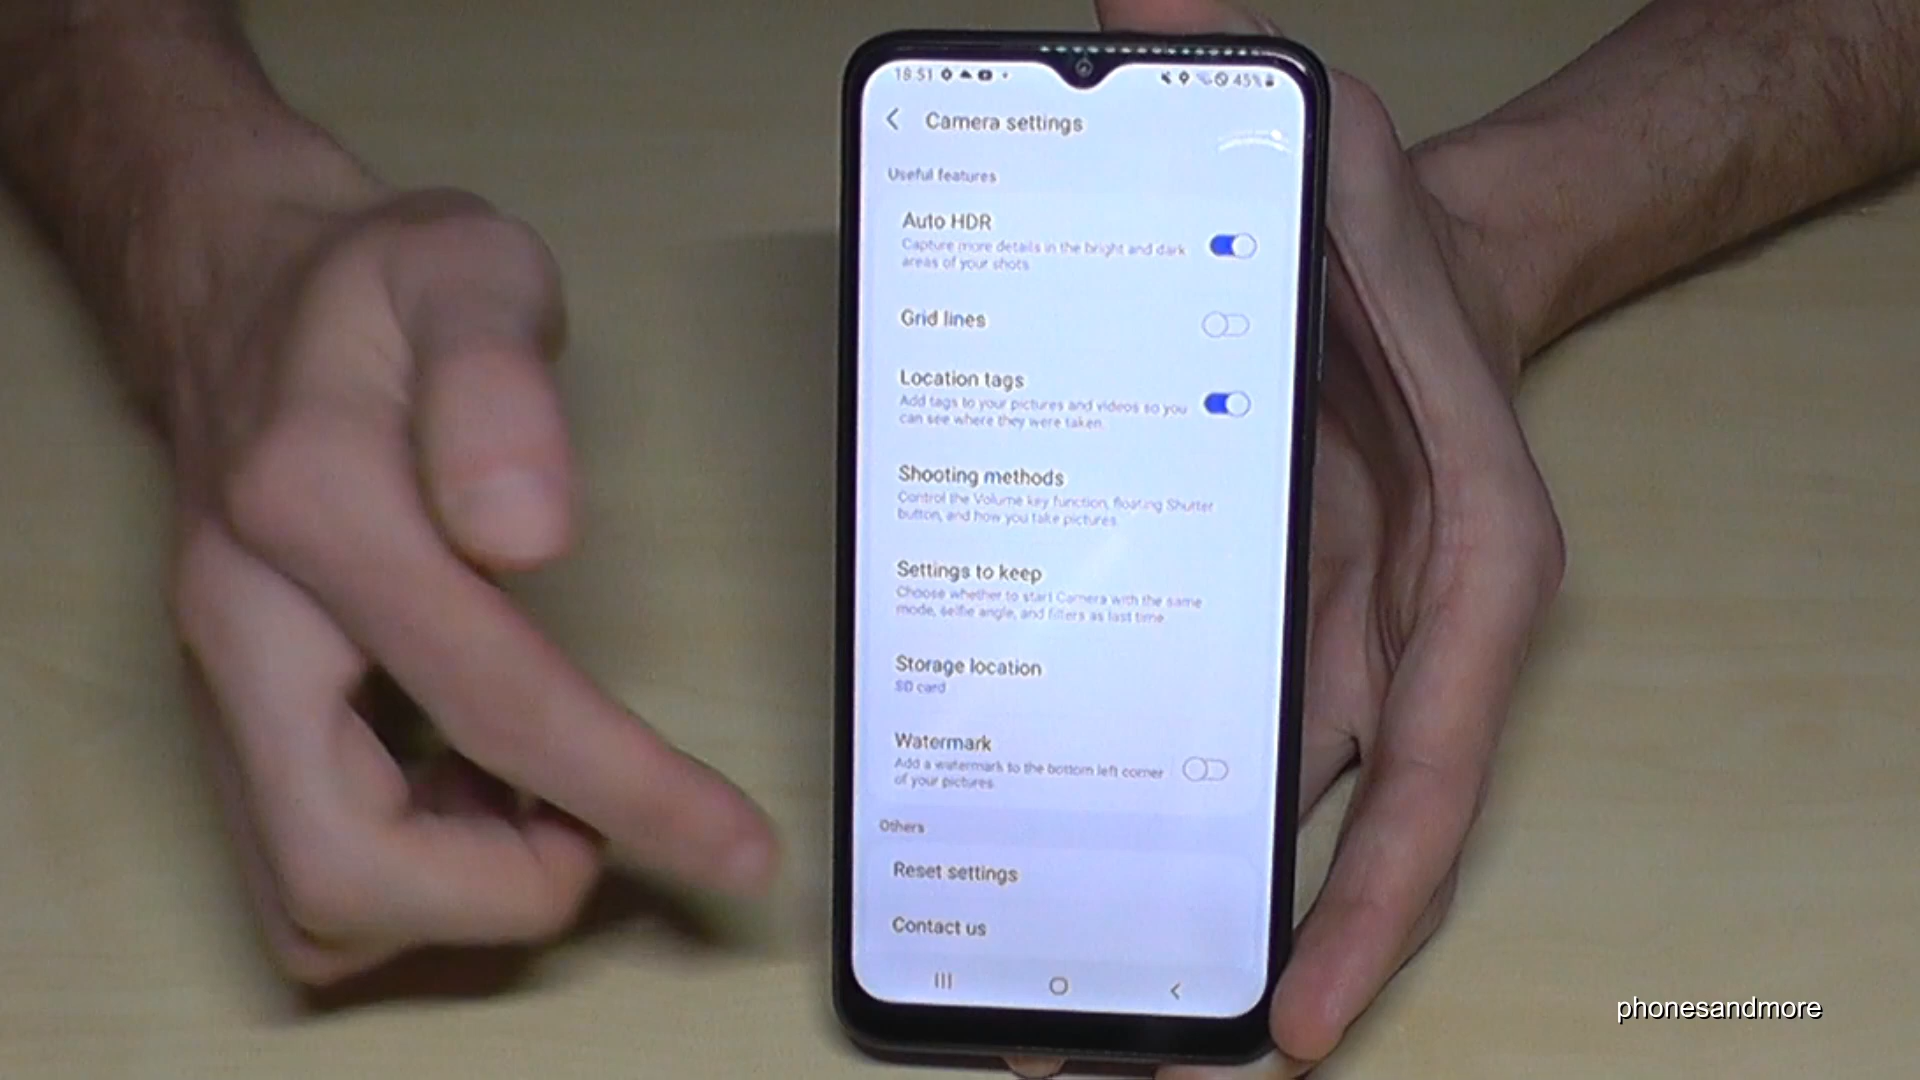 18:51
45%
Camera settings
Useful features
Auto HDR
Capture more details in the bright and dark
areas of your shots
Grid lines
Location tags
Add tags to your pictures and videos so you
can see where they were taken.
Shooting methods
Control the Volume key function, floating Shutter
button, and how you take pictures.
Settings to keep
Choose whether to start Camera with the same
mode, selfie angle, and filters as last time
Storage location
SD card
Watermark
Add a watermark to the bottom left corner
of your pictures.
Others
Reset settings
Contact us
phonesandmore